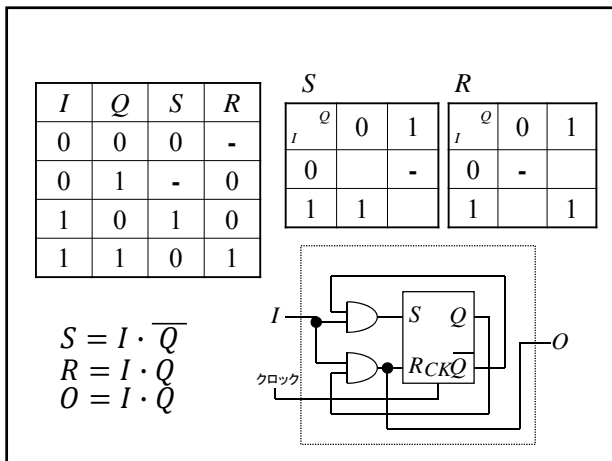 I Q S R
0 0 0 -
0 1 - 0
1 0 1 0
1 1 0 1
S
Q
I 0 1
0 -
1 1
R
Q
I 0 1
0 -
1 1
S = I · Q̅
R = I · Q
O = I · Q
I
S Q
R CK Q̅
O
クロック